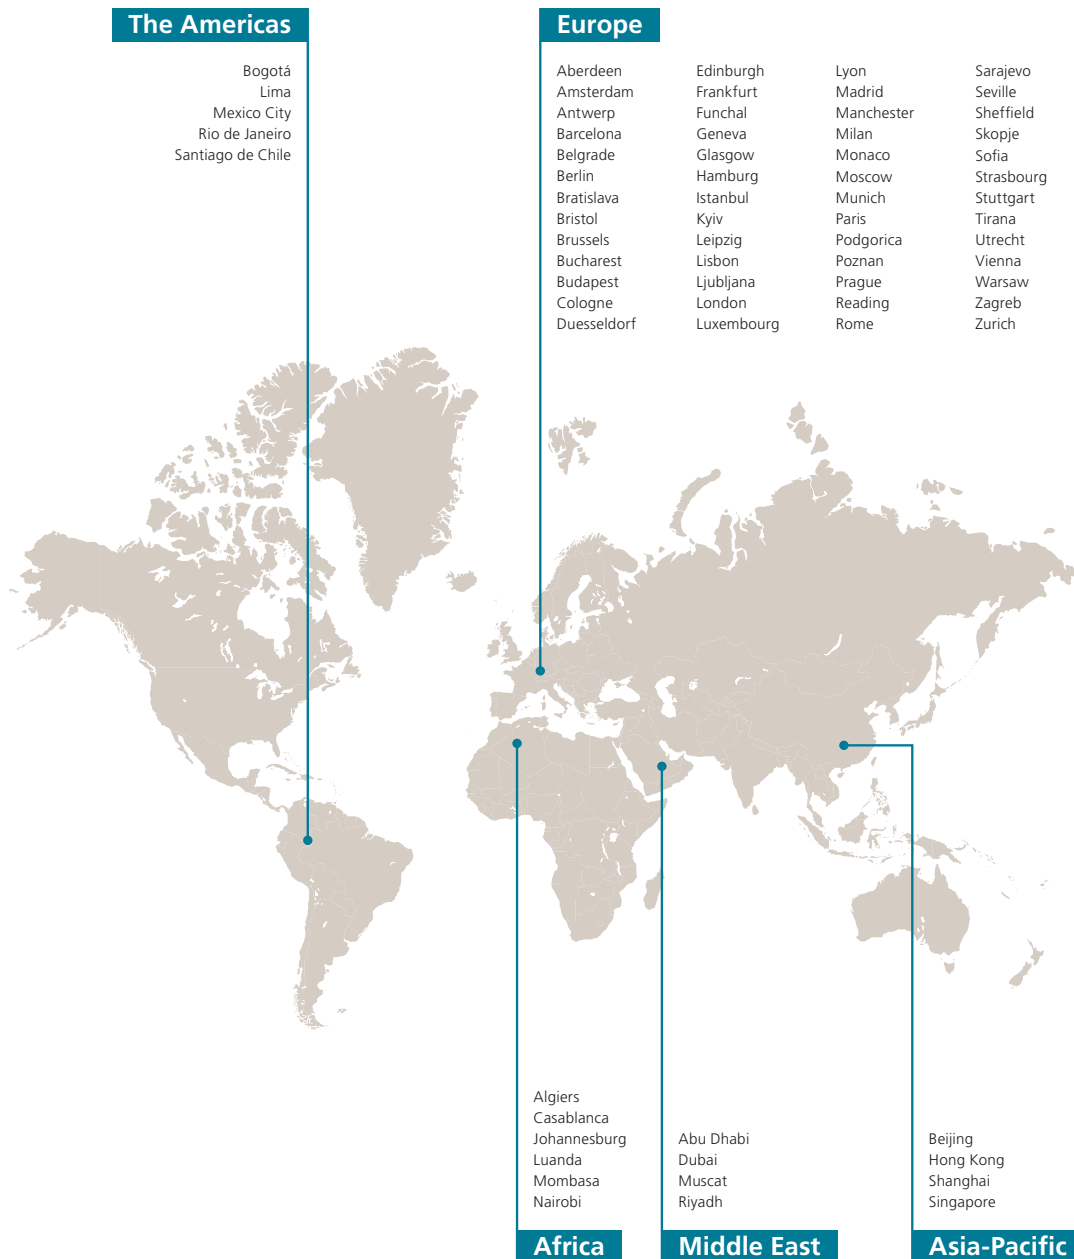 The Americas
Bogotá
Lima
Mexico City
Rio de Janeiro
Santiago de Chile
Europe
Aberdeen
Amsterdam
Antwerp
Barcelona
Belgrade
Berlin
Bratislava
Bristol
Brussels
Bucharest
Budapest
Cologne
Duesseldorf
Edinburgh
Frankfurt
Funchal
Geneva
Glasgow
Hamburg
Istanbul
Kyiv
Leipzig
Lisbon
Ljubljana
London
Luxembourg
Lyon
Madrid
Manchester
Milan
Monaco
Moscow
Munich
Paris
Podgorica
Poznan
Prague
Reading
Rome
Sarajevo
Seville
Sheffield
Skopje
Sofia
Strasbourg
Stuttgart
Tirana
Utrecht
Vienna
Warsaw
Zagreb
Zurich
Algiers
Casablanca
Johannesburg
Luanda
Mombasa
Nairobi
Africa
Abu Dhabi
Dubai
Muscat
Riyadh
Middle East
Beijing
Hong Kong
Shanghai
Singapore
Asia-Pacific